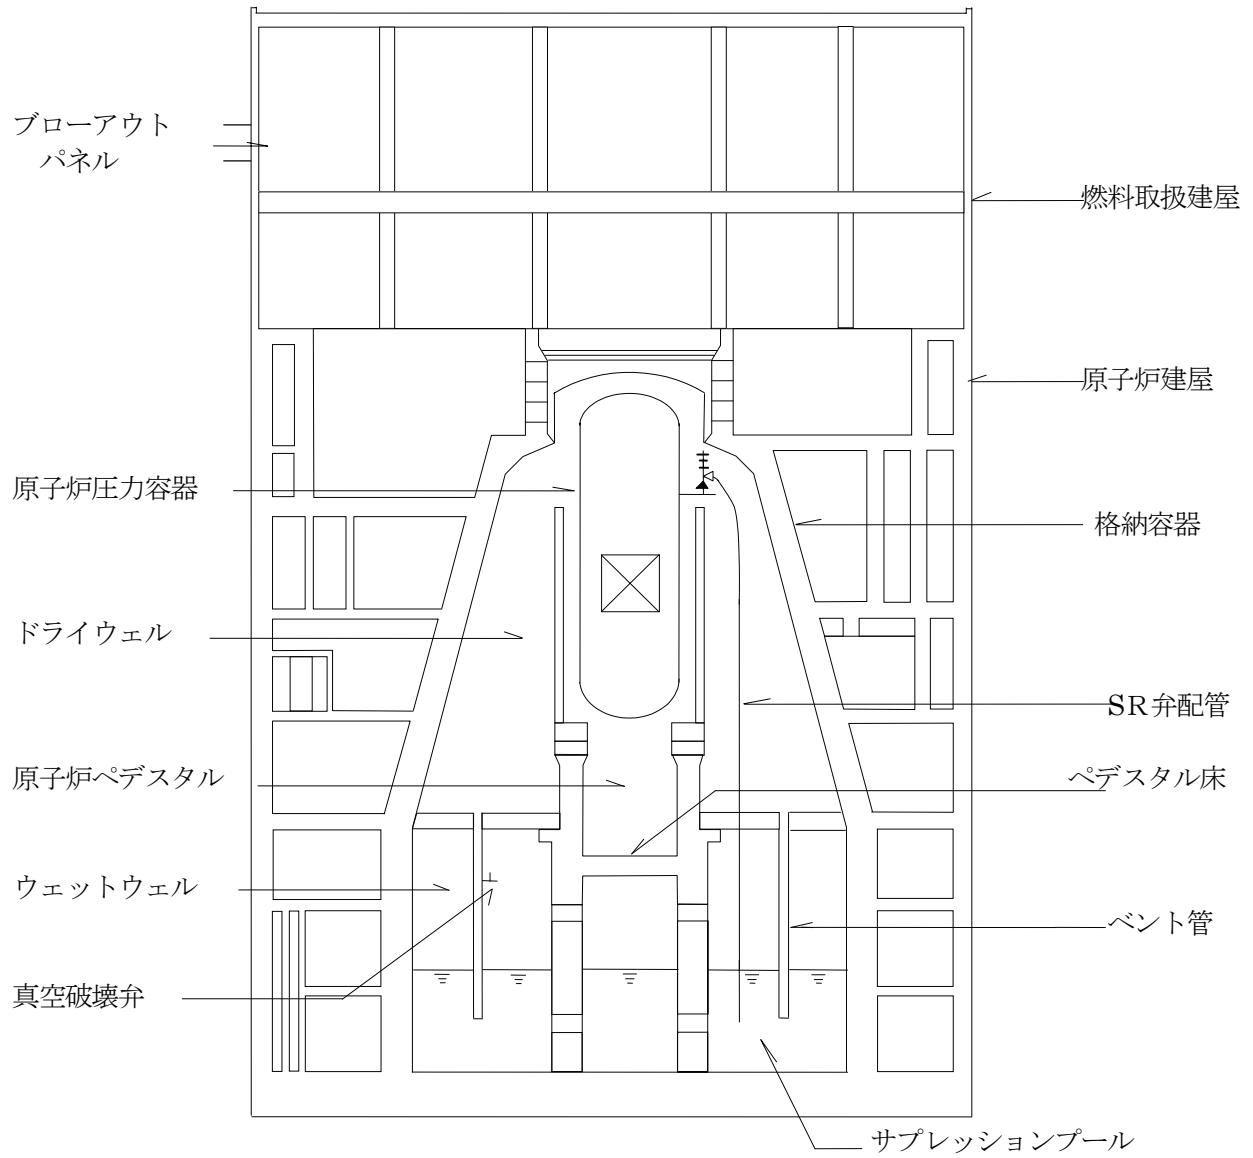 ブローアウト
パネル
燃料取扱建屋
原子炉建屋
原子炉圧力容器
格納容器
ドライウェル
SR弁配管
原子炉ペデスタル
ペデスタル床
ウェットウェル
ベント管
真空破壊弁
サプレッションプール